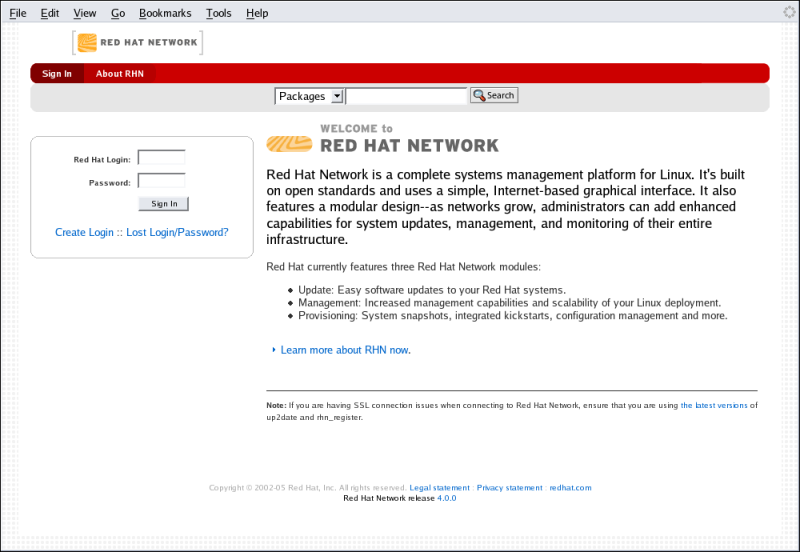 File Edit View Go Bookmarks Tools Help
RED HAT NETWORK
Sign In About RHN
Packages Search
WELCOME to
RED HAT NETWORK
Red Hat Login:
Password:
Sign In
Create Login :: Lost Login/Password?
Red Hat Network is a complete systems management platform for Linux. It's built
on open standards and uses a simple, Internet-based graphical interface. It also
features a modular design--as networks grow, administrators can add enhanced
capabilities for system updates, management, and monitoring of their entire
infrastructure.
Red Hat currently features three Red Hat Network modules:
Update: Easy software updates to your Red Hat systems.
Management: Increased management capabilities and scalability of your Linux deployment.
Provisioning: System snapshots, integrated kickstarts, configuration management and more.
Learn more about RHN now.
Note: If you are having SSL connection issues when connecting to Red Hat Network, ensure that you are using the latest versions of
up2date and rhn_register.
Copyright © 2002-05 Red Hat, Inc. All rights reserved. Legal statement : Privacy statement : redhat.com
Red Hat Network release 4.0.0